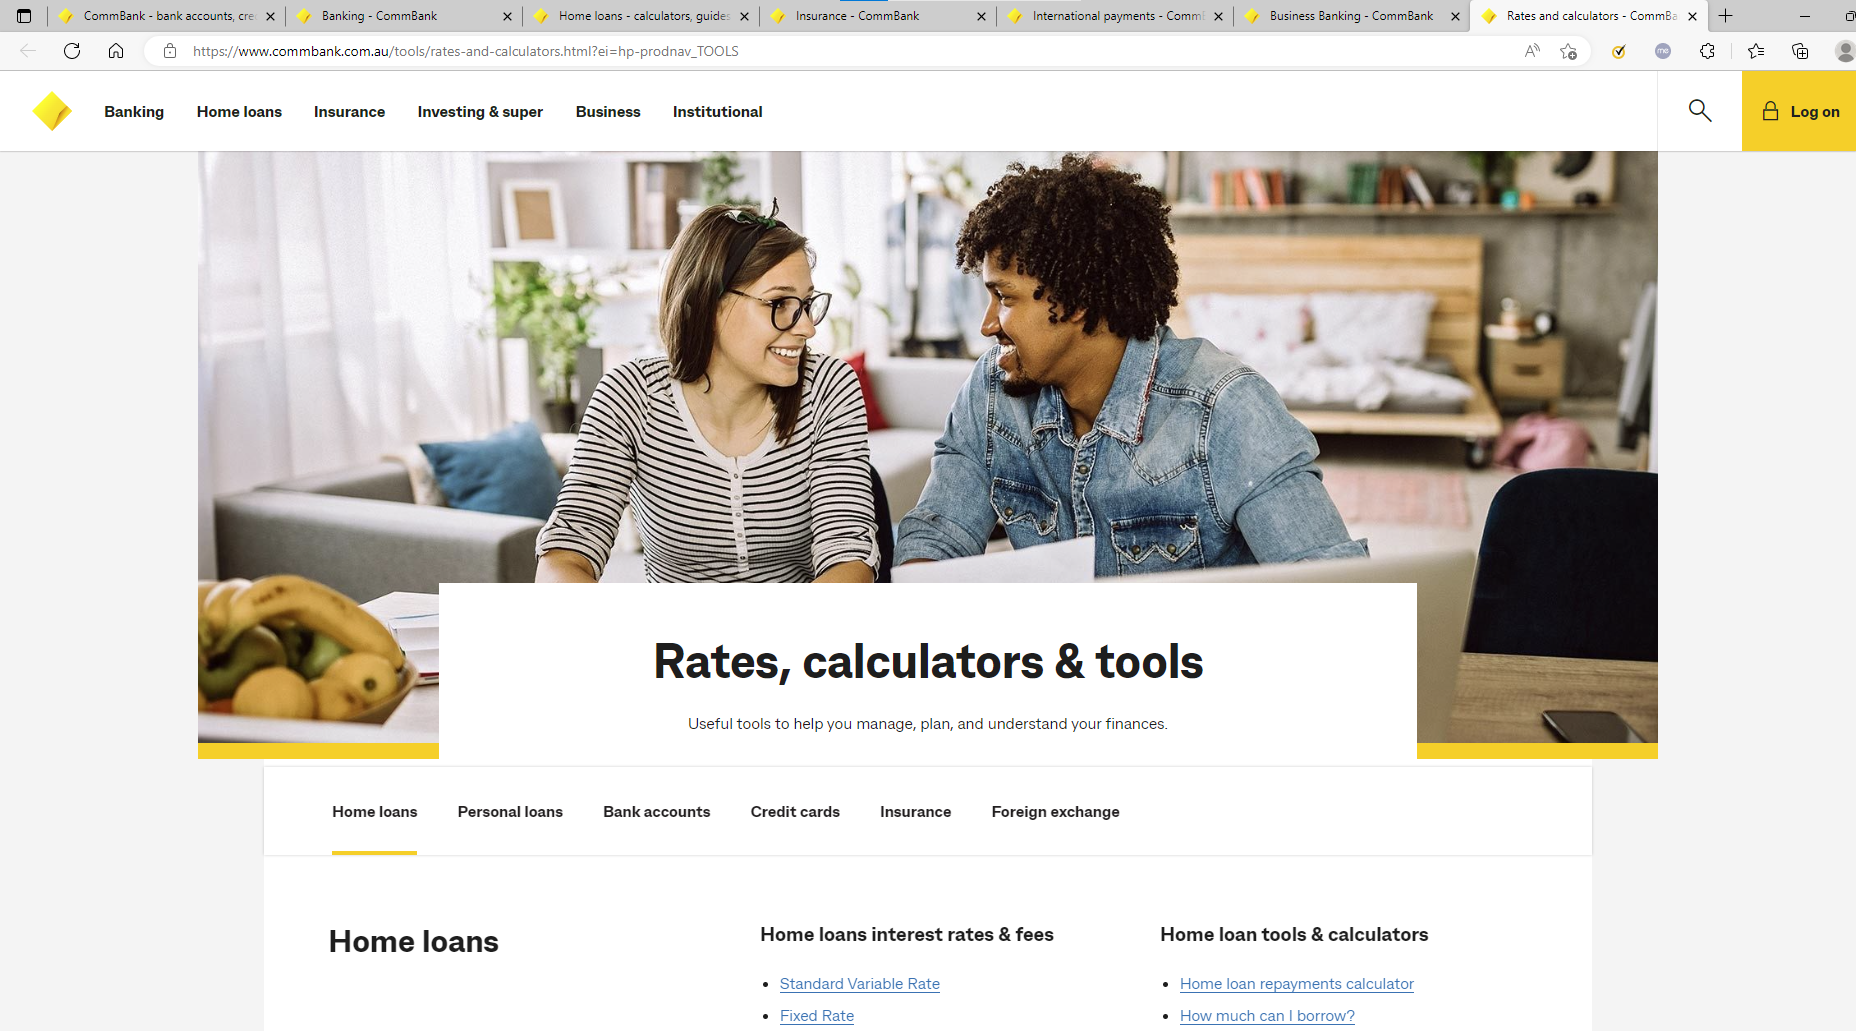 CommBank - bank accounts, cre
Banking - CommBank
Home loans - calculators, guides
Insurance - CommBank
International payments - Comm
Business Banking - CommBank
Rates and calculators - CommBa
https://www.commbank.com.au/tools/rates-and-calculators.html?ei=hp-prodnav_TOOLS
me
Banking Home loans Insurance Investing & super Business Institutional
Log on
Rates, calculators & tools
Useful tools to help you manage, plan, and understand your finances.
Home loans Personal loans Bank accounts Credit cards Insurance Foreign exchange
Home loans
Home loans interest rates & fees
Standard Variable Rate
Fixed Rate
Home loan tools & calculators
Home loan repayments calculator
How much can I borrow?